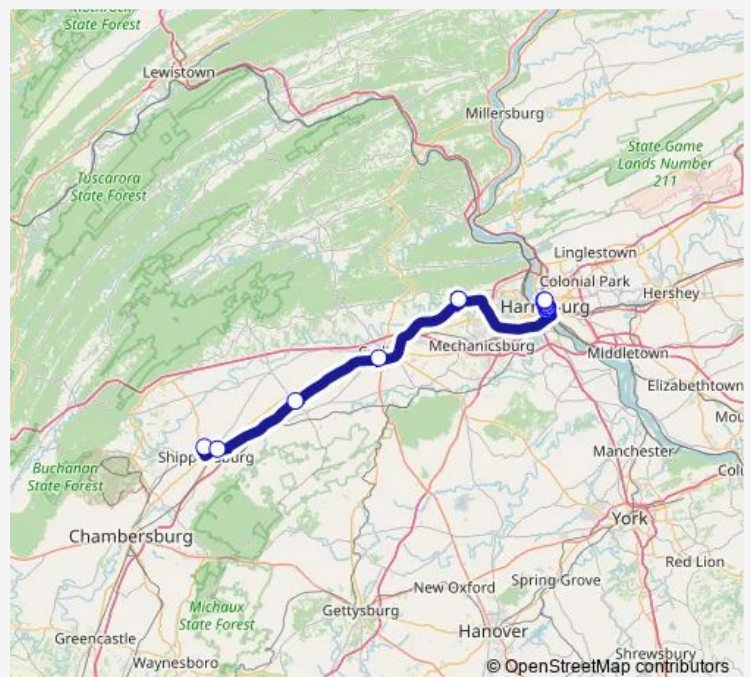 State Forest
Lewistown
Millersburg
State Game
Lands Number
211
Tuscarora
State Forest
Linglestown
Colonial Park
Hershey
Mechanicsburg
Middletown
Elizabethtown
Buchanan
State Forest
Manchester
Chambersburg
York
Red Lion
Spring Grove
New Oxford
Michaux
State Forest
Gettysburg
Hanover
Greencastle
Waynesboro
Shrewsbury
© OpenStreetMap contributors